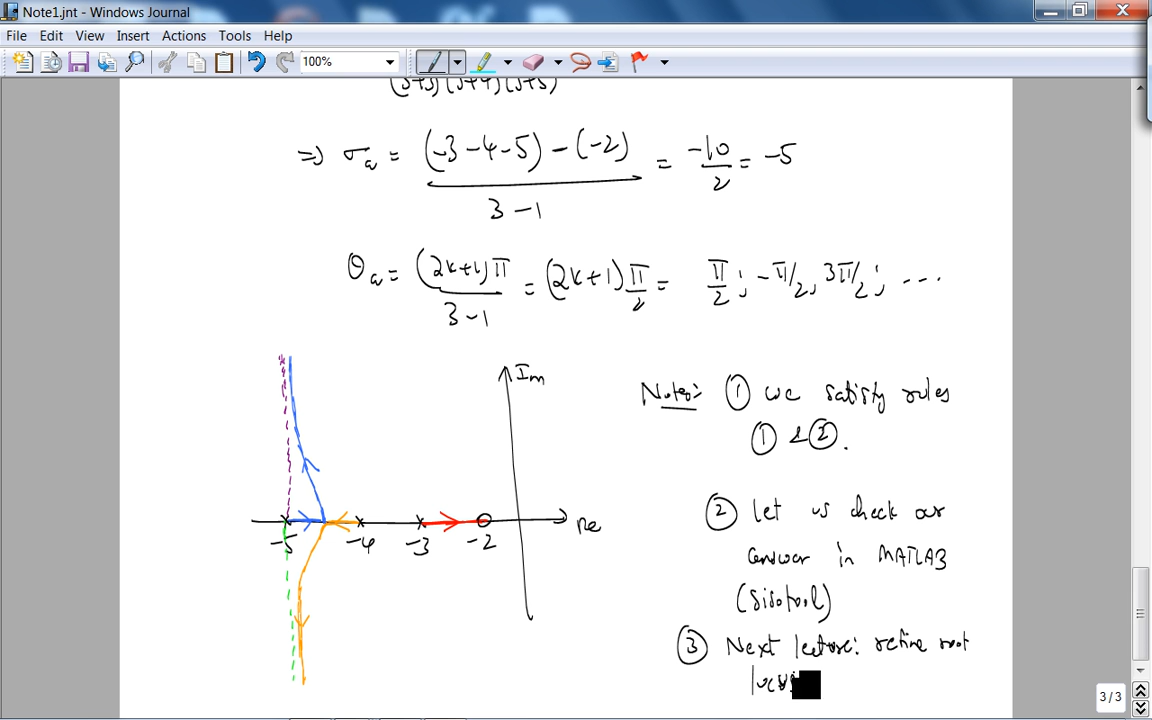 Note1.jnt - Windows Journal
File Edit View Insert Actions Tools Help
100%
(s+3)(s+4)(s+5)
⇒ σa = (-3-4-5) - (-2) / 3-1 = -10/2 = -5
θa = (2k+1)π / 3-1 = (2k+1) π/2 = π/2 ; -π/2, 3π/2 ; ...
Im
Re
-5 -4 -3 -2
Notes: ① we satisfy rules
① & ②.
② Let us check our
answer in MATLAB
(Sisotool)
③ Next lecture: refine root
locus
3 / 3